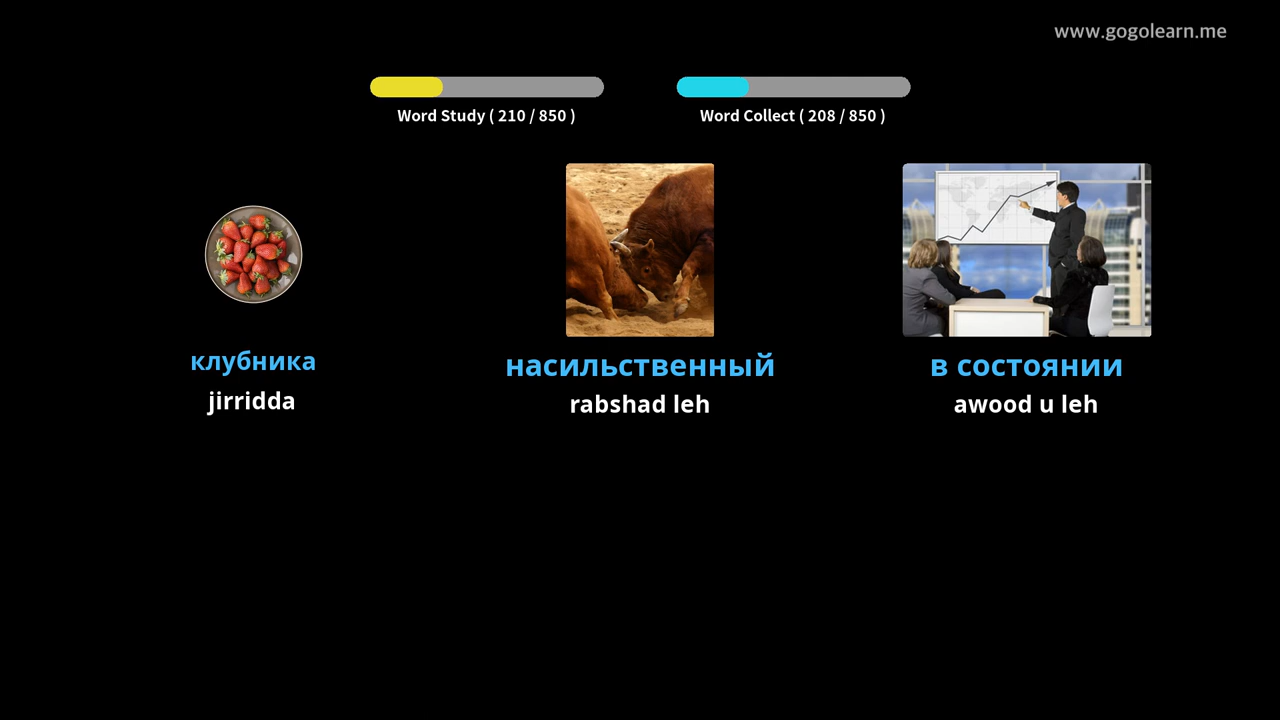 www.gogolearn.me
Word Study ( 210 / 850 )
Word Collect ( 208 / 850 )
клубника
jirridda
насильственный
rabshad leh
в состоянии
awood u leh